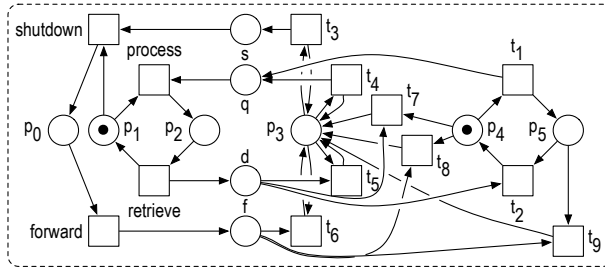 shutdown
t3
s
process
t1
t4
q
t7
p0
p1
p2
p3
p4
p5
t8
d
t5
t2
retrieve
f
forward
t6
t9